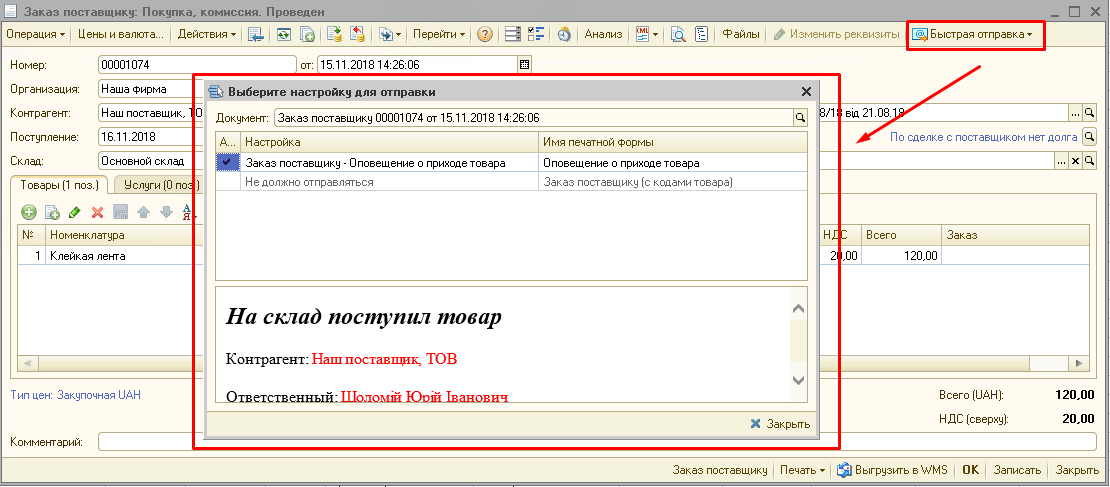 Заказ поставщику: Покупка, комиссия. Проведен
Операция Цены и валюта... Действия Перейти Анализ Файлы Изменить реквизиты Быстрая отправка
Номер: 00001074 от: 15.11.2018 14:26:06
Организация: Наша фирма
Контрагент: Наш поставщик, ТО 8/18 від 21.08.18 ...
Поступление: 16.11.2018 По сделке с поставщиком нет долга
Склад: Основной склад ...
Товары (1 поз.) Услуги (0 поз.)
№ Номенклатура НДС Всего Заказ
1 Клейкая лента 20,00 120,00
Выберите настройку для отправки
Документ: Заказ поставщику 00001074 от 15.11.2018 14:26:06
А... Настройка Имя печатной формы
Заказ поставщику - Оповещение о приходе товара Оповещение о приходе товара
Не должно отправляться Заказ поставщику (с кодами товара)
На склад поступил товар
Контрагент: Наш поставщик, ТОВ
Ответственный: Шоломій Юрій Іванович
Закрыть
Тип цен: Закупочная UAH Всего (UAH): 120,00
НДС (сверху): 20,00
Комментарий:
Заказ поставщику Печать Выгрузить в WMS OK Записать Закрыть